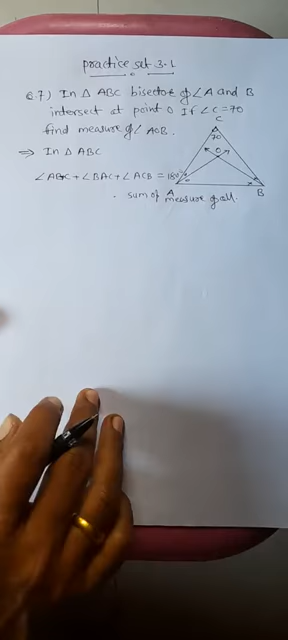 practice set 3.1
Q.7) In △ ABC bisector of ∠A and B
intersect at point O If ∠C = 70
find measure of ∠ AOB.
C
70
⇒ In △ ABC
O
∠ABC + ∠BAC + ∠ACB = 180°
A
B
sum of measure of all